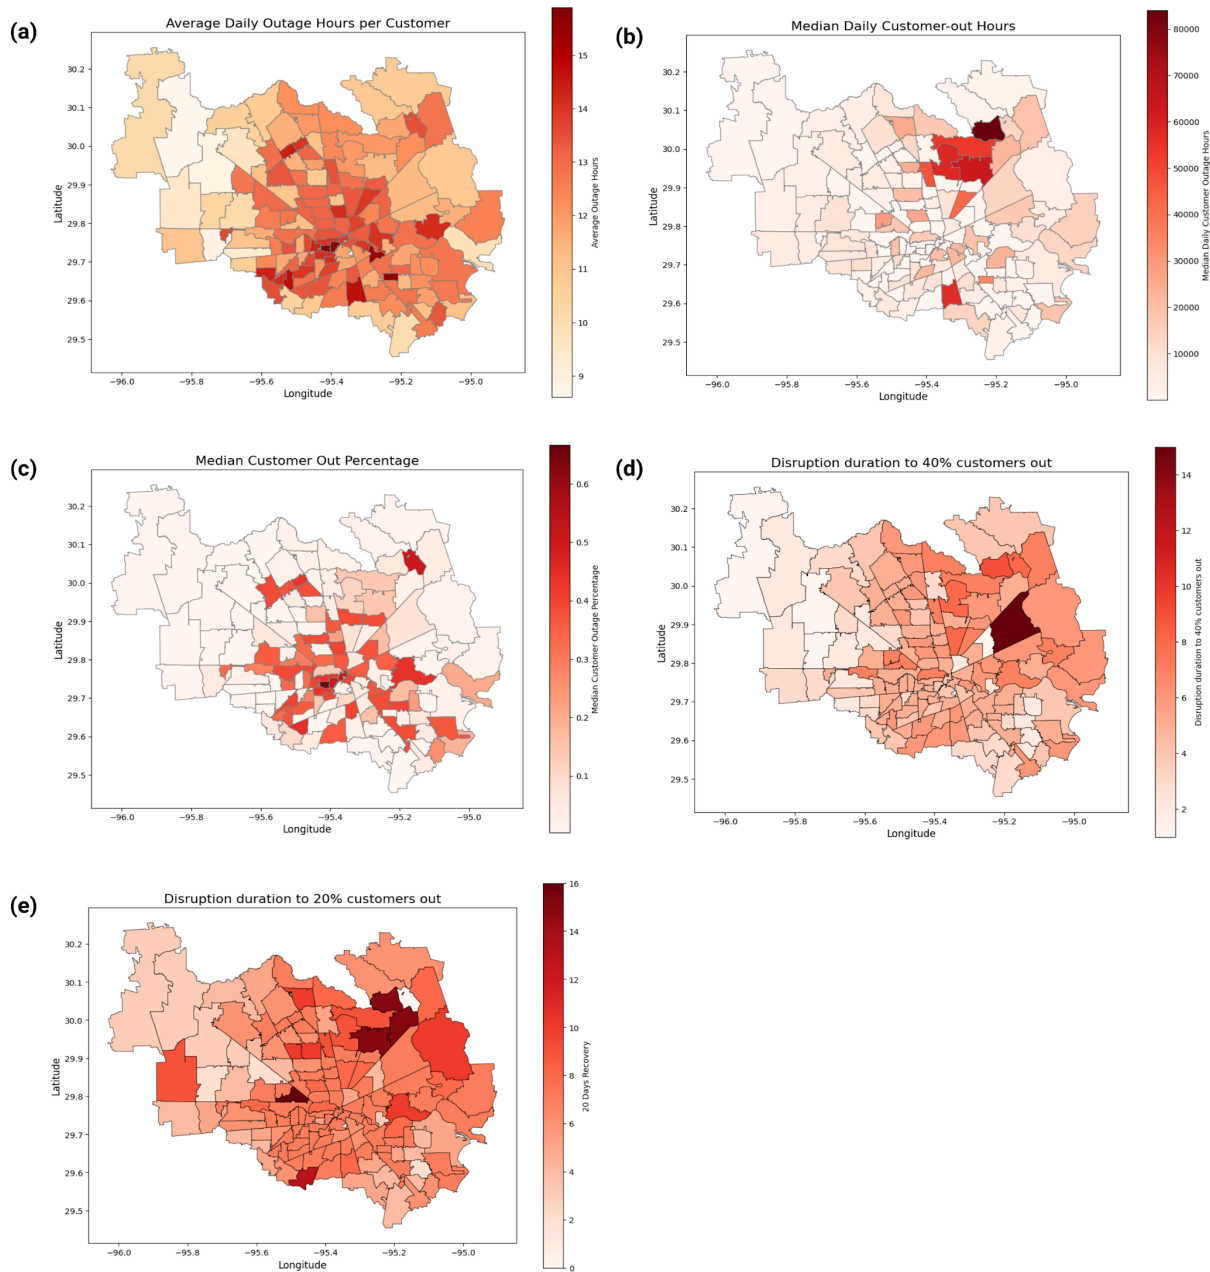 (a)
Average Daily Outage Hours per Customer
30.2
30.1
30.0
29.9
29.8
29.7
29.6
29.5
Latitude
−96.0 −95.8 −95.6 −95.4 −95.2 −95.0
Longitude
15
14
13
12
11
10
9
Average Outage Hours
(b)
Median Daily Customer-out Hours
30.2
30.1
30.0
29.9
29.8
29.7
29.6
29.5
Latitude
−96.0 −95.8 −95.6 −95.4 −95.2 −95.0
Longitude
80000
70000
60000
50000
40000
30000
20000
10000
Median Daily Customer Outage Hours
(c)
Median Customer Out Percentage
30.2
30.1
30.0
29.9
29.8
29.7
29.6
29.5
Latitude
−96.0 −95.8 −95.6 −95.4 −95.2 −95.0
Longitude
0.6
0.5
0.4
0.3
0.2
0.1
Median Customer Outage Percentage
(d)
Disruption duration to 40% customers out
30.2
30.1
30.0
29.9
29.8
29.7
29.6
29.5
Latitude
−96.0 −95.8 −95.6 −95.4 −95.2 −95.0
Longitude
14
12
10
8
6
4
2
Disruption duration to 40% customers out
(e)
Disruption duration to 20% customers out
30.2
30.1
30.0
29.9
29.8
29.7
29.6
29.5
Latitude
−96.0 −95.8 −95.6 −95.4 −95.2 −95.0
Longitude
16
14
12
10
8
6
4
2
0
20 Days Recovery